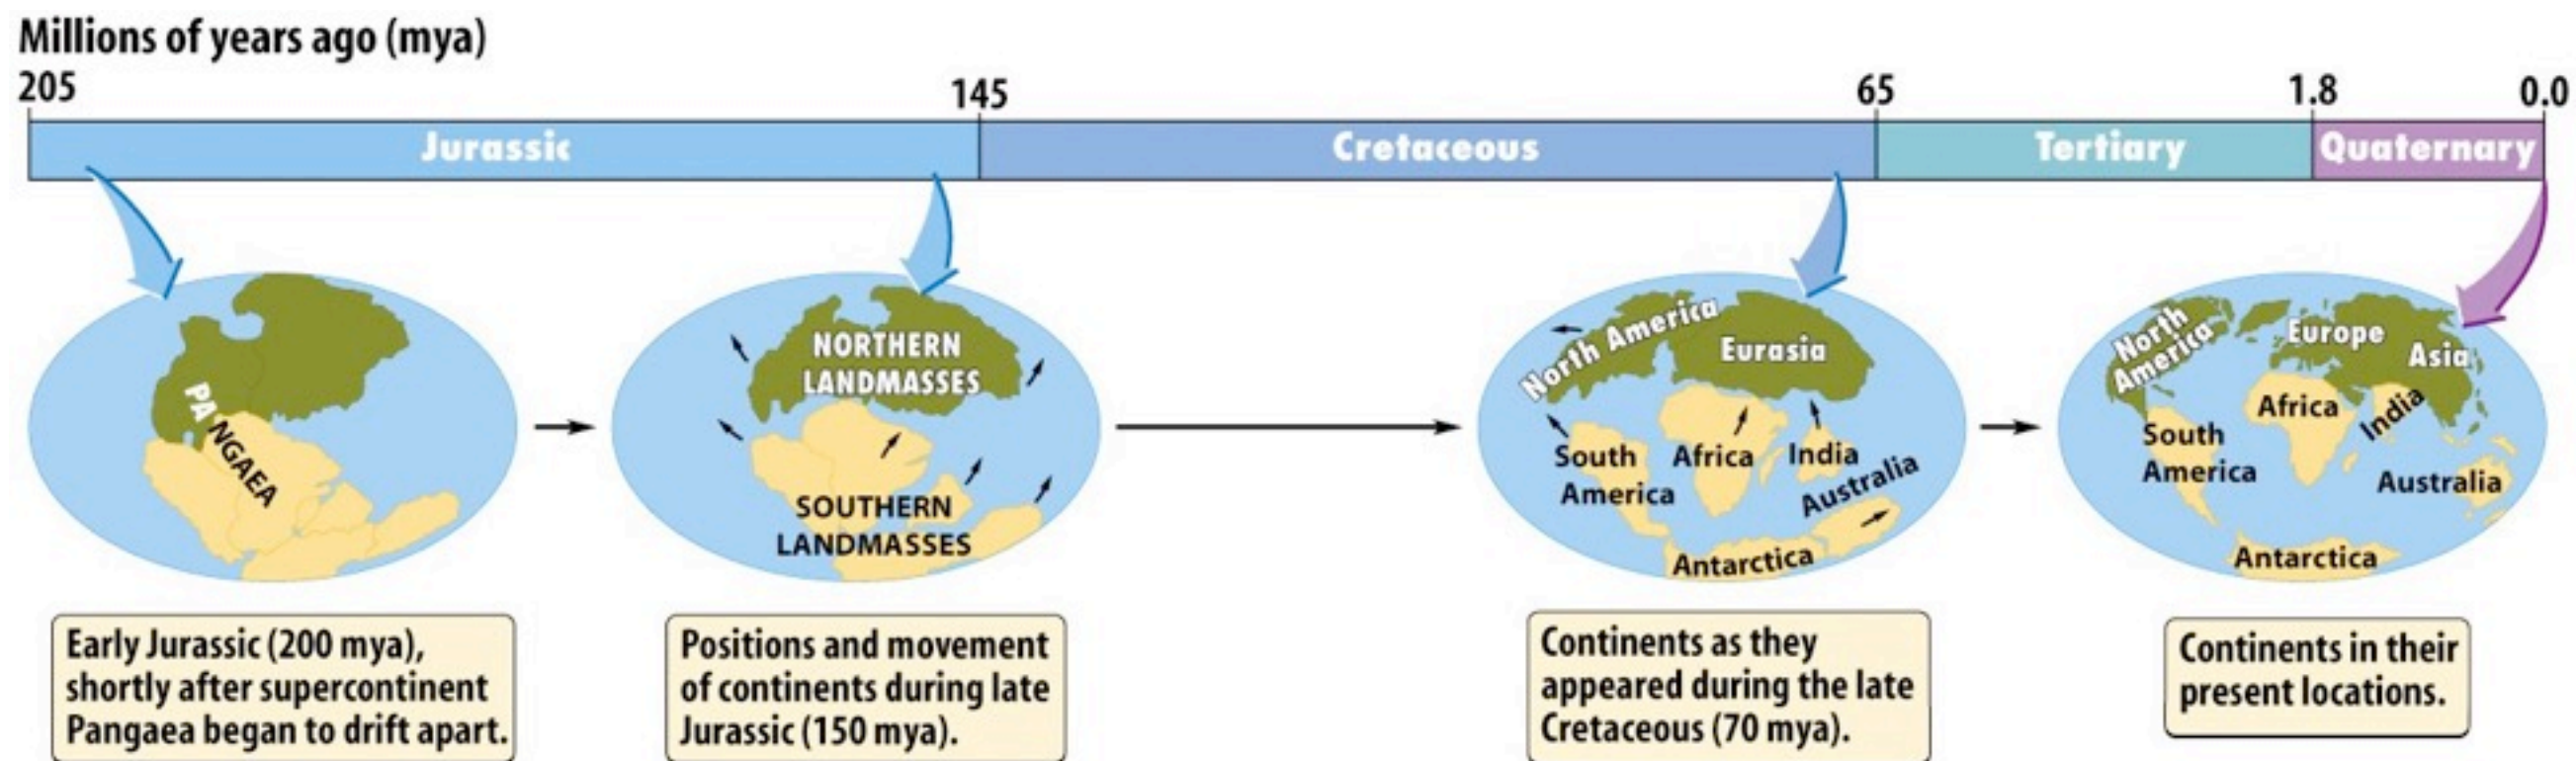 Millions of years ago (mya)
205
145
65
1.8
0.0
Jurassic
Cretaceous
Tertiary
Quaternary
PANGAEA
NORTHERN
LANDMASSES
SOUTHERN
LANDMASSES
North America
Eurasia
South
America
Africa
India
Australia
Antarctica
North
America
Europe
Asia
Africa
India
South
America
Australia
Antarctica
Early Jurassic (200 mya),
shortly after supercontinent
Pangaea began to drift apart.
Positions and movement
of continents during late
Jurassic (150 mya).
Continents as they
appeared during the late
Cretaceous (70 mya).
Continents in their
present locations.